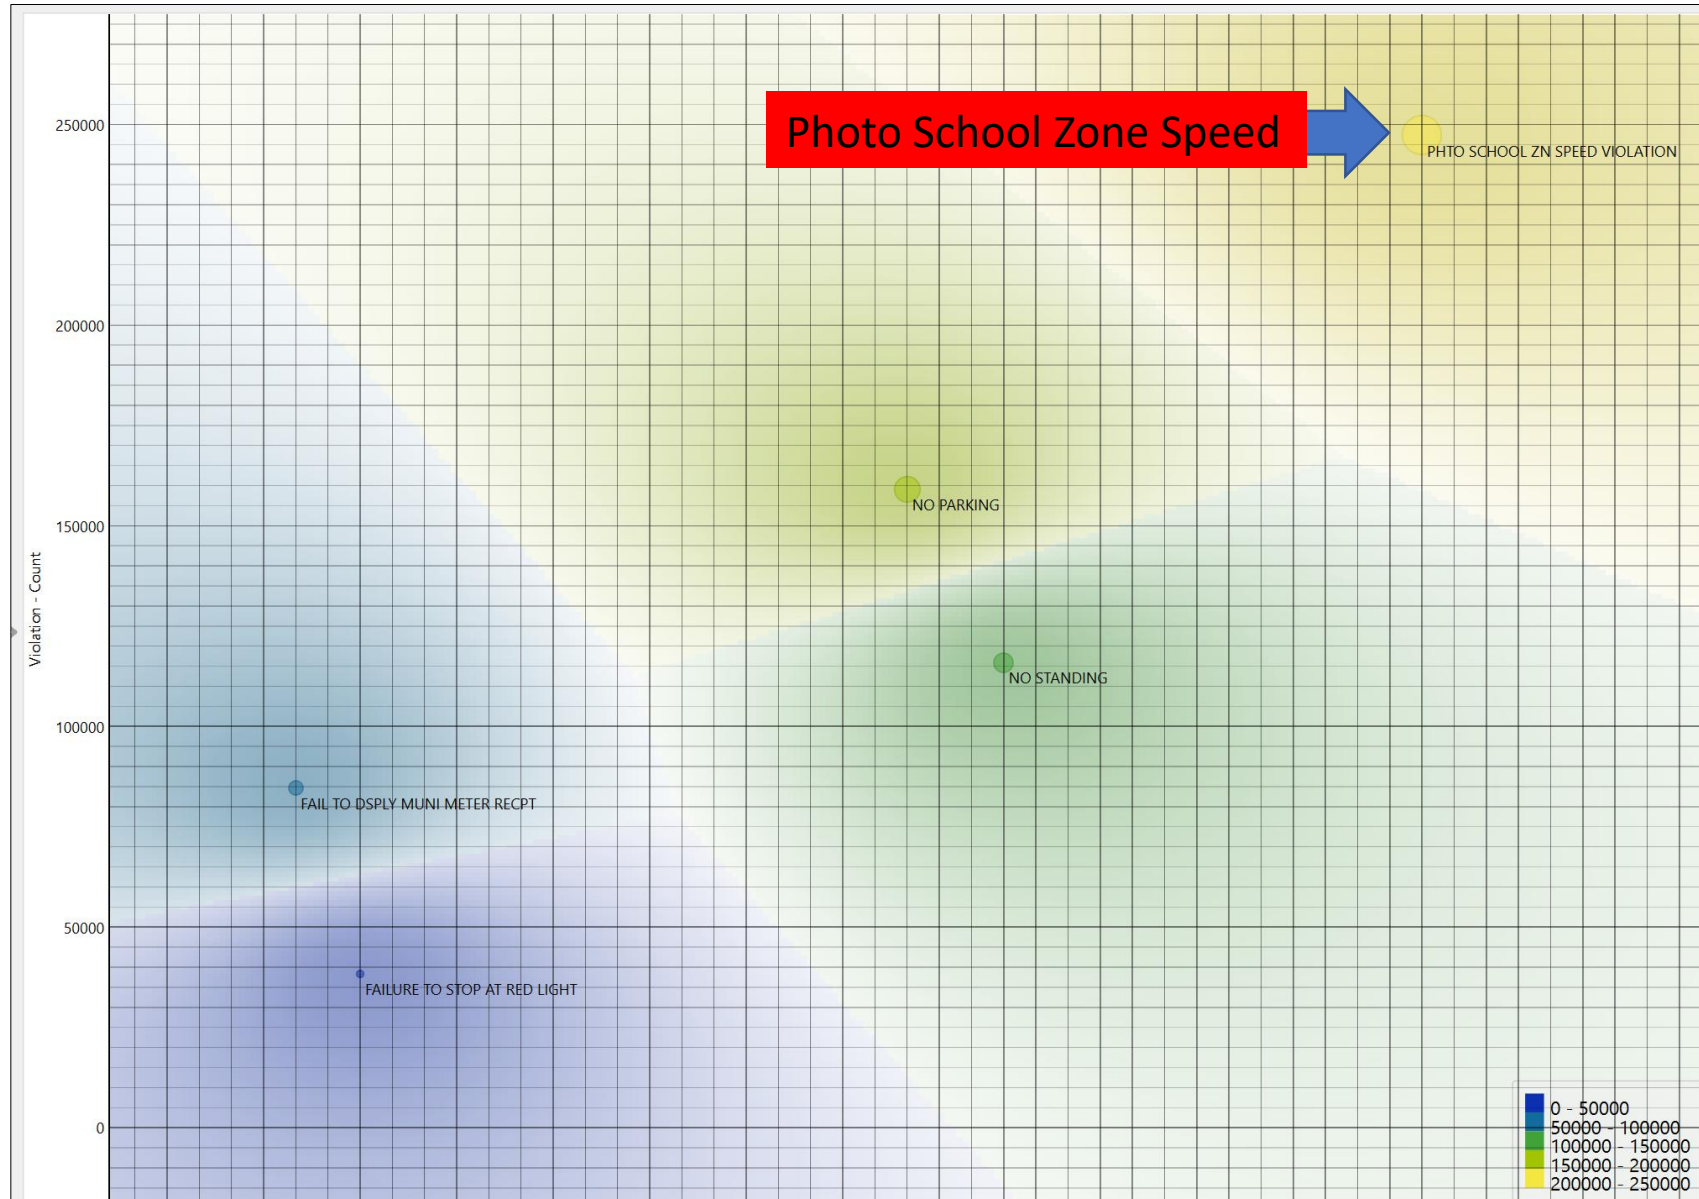 250000
Photo School Zone Speed
PHTO SCHOOL ZN SPEED VIOLATION
200000
NO PARKING
150000
Violation - Count
NO STANDING
100000
FAIL TO DSPLY MUNI METER RECPT
50000
FAILURE TO STOP AT RED LIGHT
0
0 - 50000
50000 - 100000
100000 - 150000
150000 - 200000
200000 - 250000